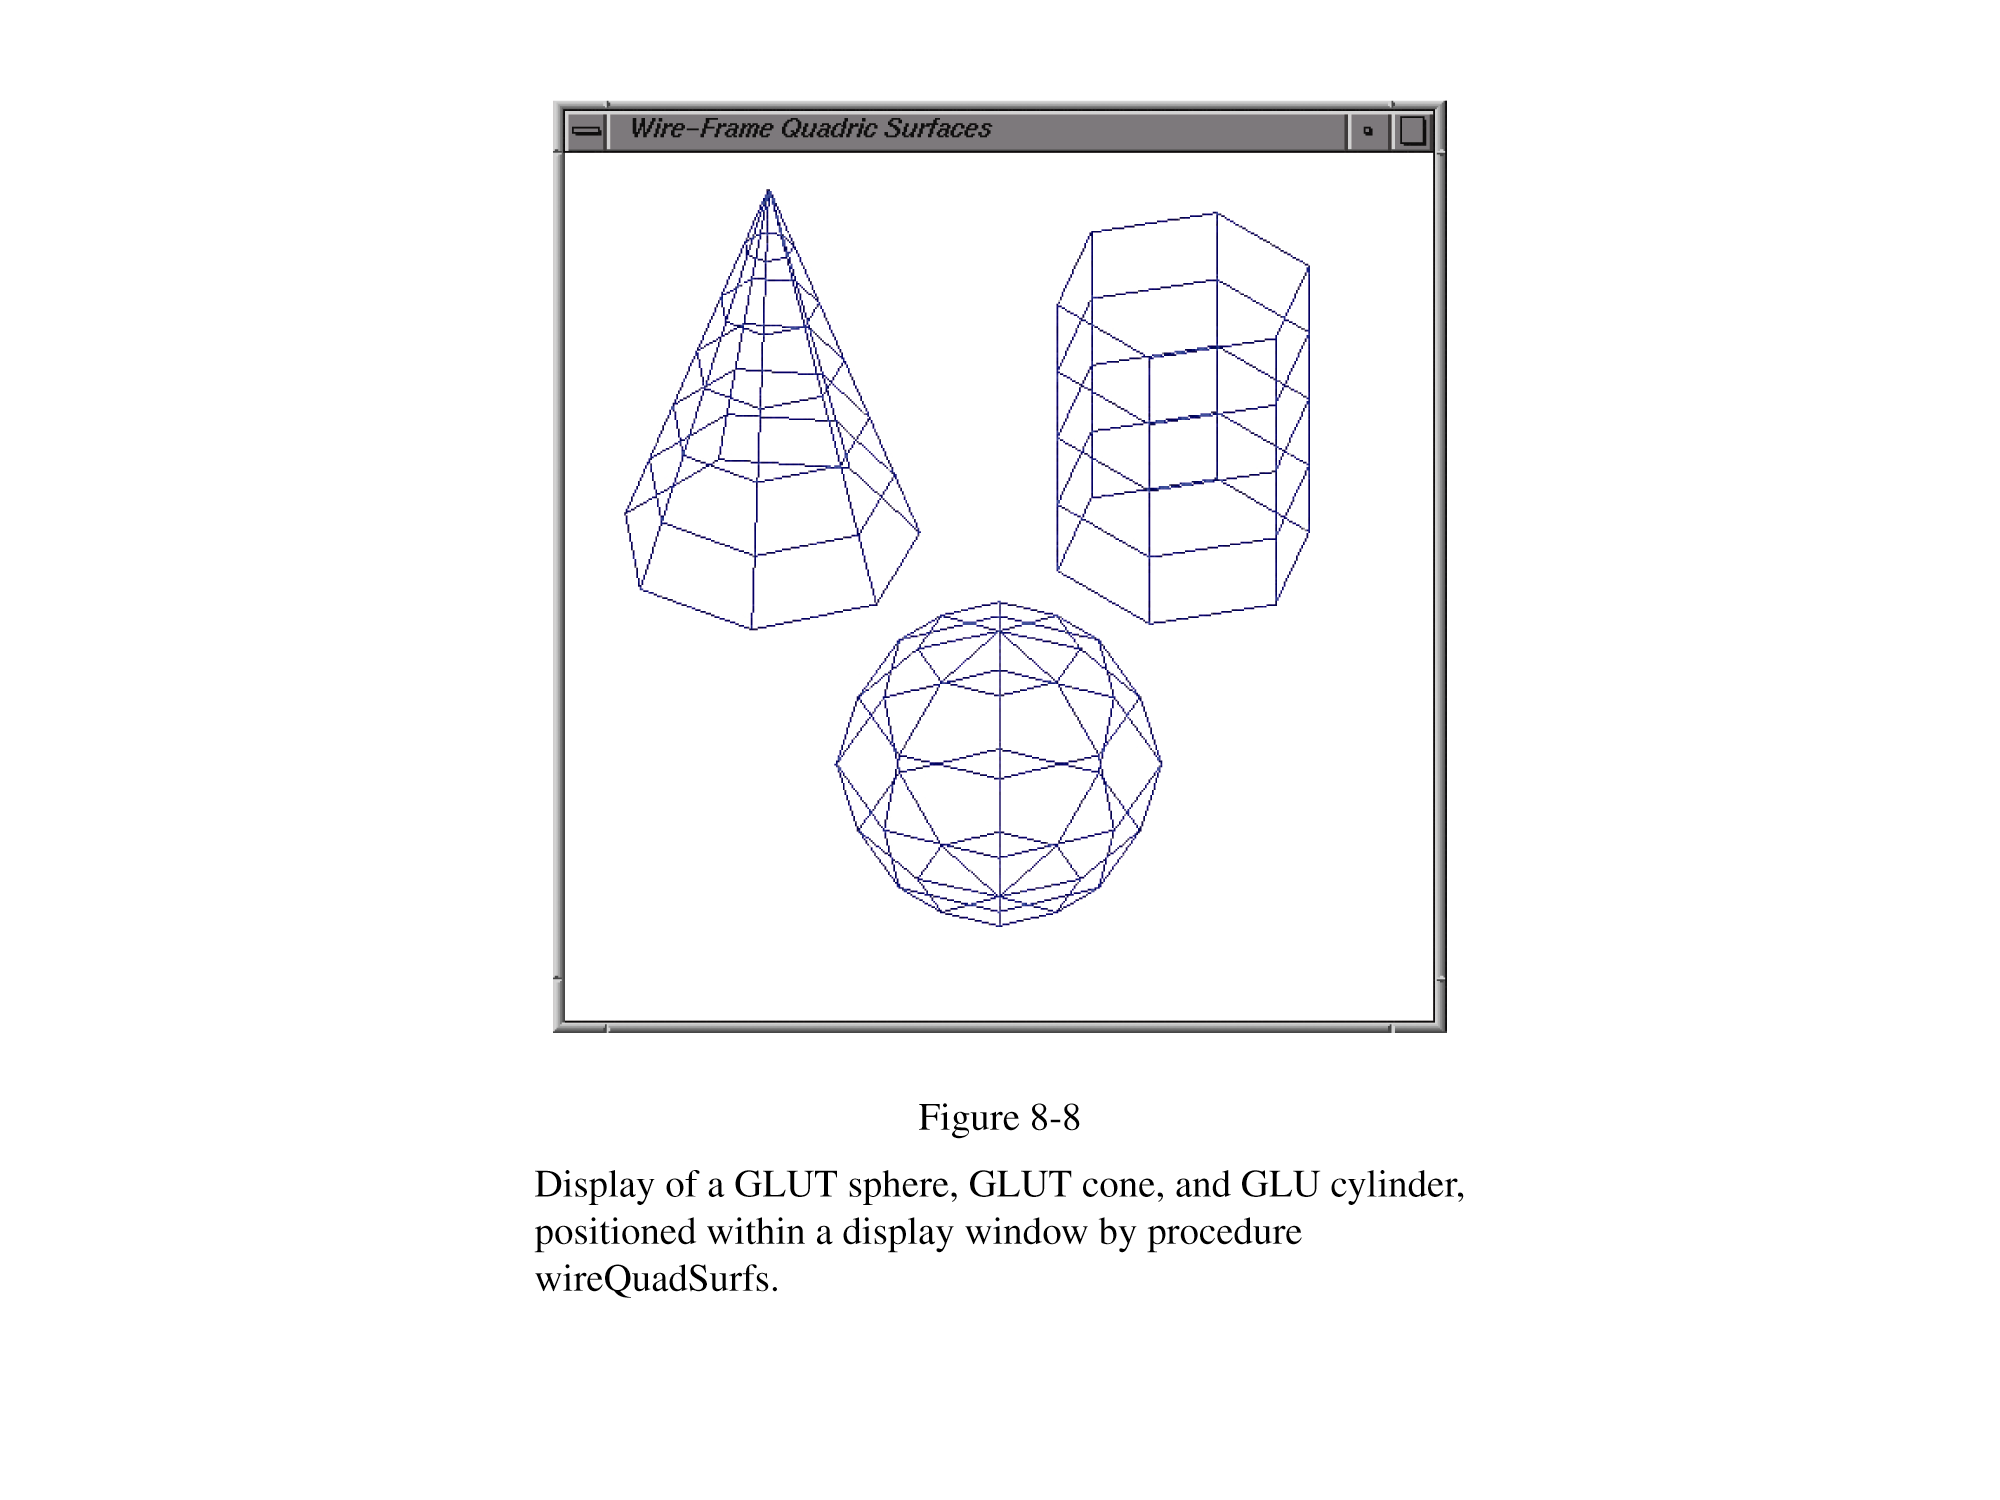 Wire-Frame Quadric Surfaces
Figure 8-8
Display of a GLUT sphere, GLUT cone, and GLU cylinder,
positioned within a display window by procedure
wireQuadSurfs.